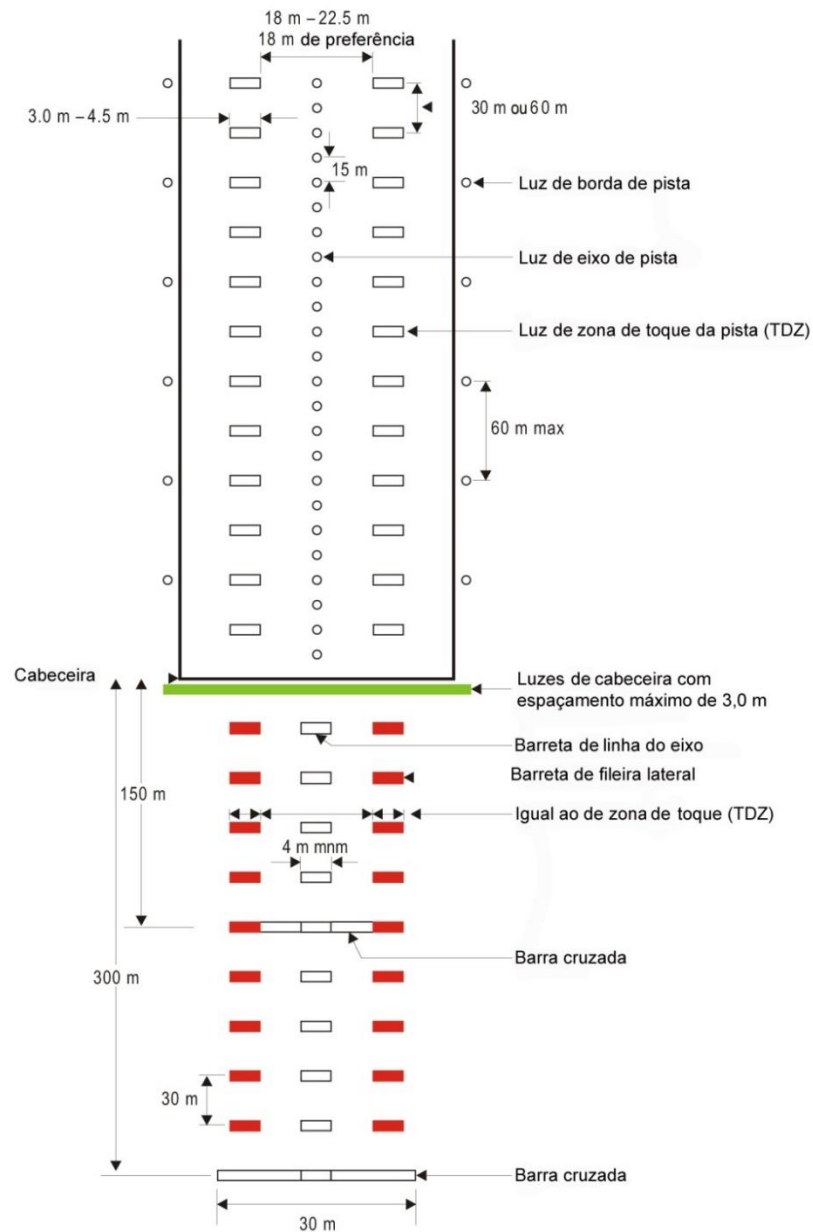 18 m – 22.5 m
18 m de preferência
3.0 m – 4.5 m
30 m ou 60 m
15 m
Luz de borda de pista
Luz de eixo de pista
Luz de zona de toque da pista (TDZ)
60 m max
Cabeceira
Luzes de cabeceira com
espaçamento máximo de 3,0 m
Barreta de linha do eixo
Barreta de fileira lateral
150 m
Igual ao de zona de toque (TDZ)
4 m mnm
Barra cruzada
300 m
30 m
Barra cruzada
30 m